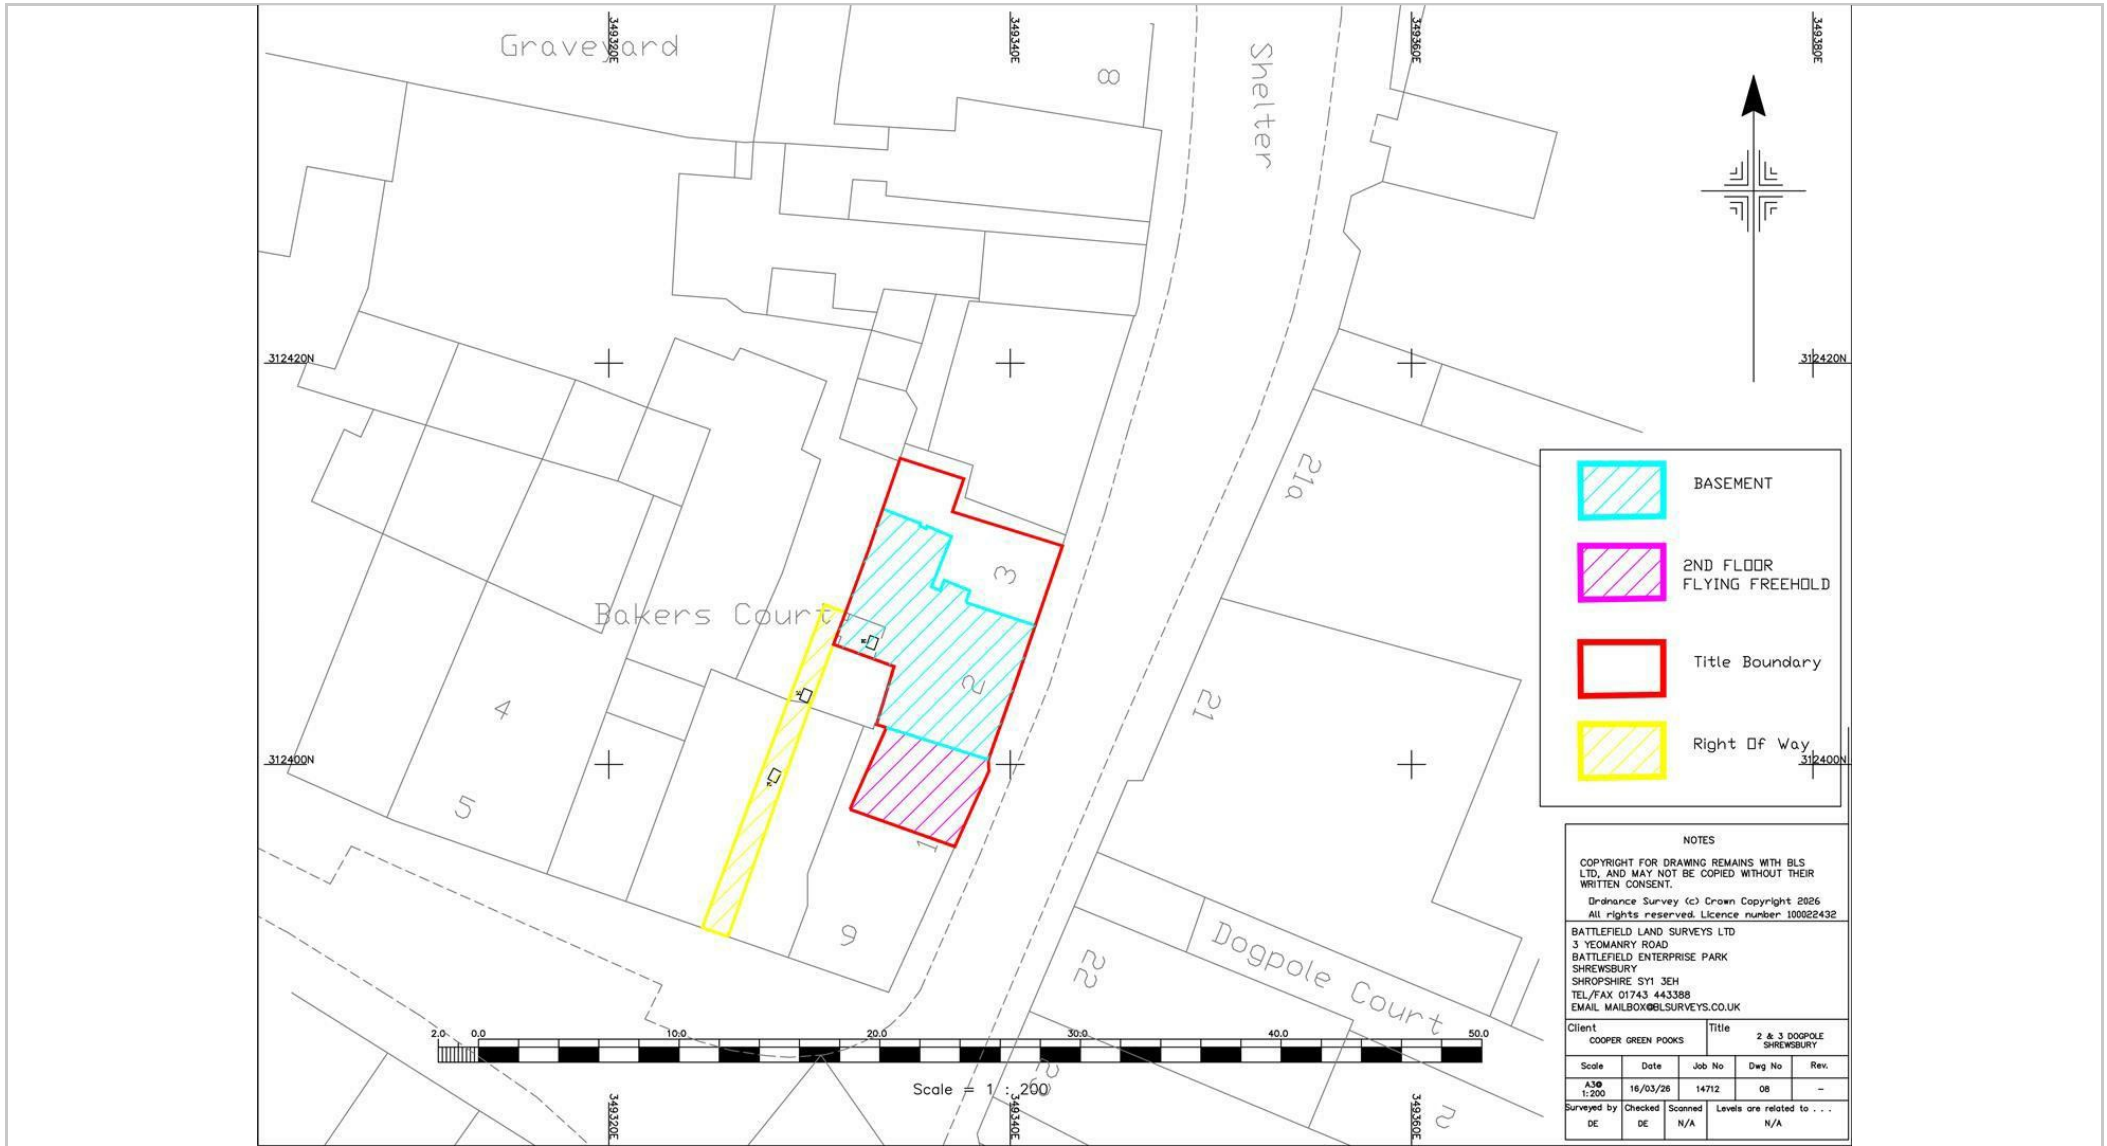 Graveyard
349320E
349340E
349360E
349380E
8
Shelter
312420N
312420N
21a
3
Bakers Court
2
21
4
5
1
9
312400N
312400N
Dogpole Court
22
BASEMENT
2ND FLOOR
FLYING FREEHOLD
Title Boundary
Right Of Way
NOTES
COPYRIGHT FOR DRAWING REMAINS WITH BLS
LTD, AND MAY NOT BE COPIED WITHOUT THEIR
WRITTEN CONSENT.
Ordnance Survey (c) Crown Copyright 2026
All rights reserved. Licence number 100022432
BATTLEFIELD LAND SURVEYS LTD
3 YEOMANRY ROAD
BATTLEFIELD ENTERPRISE PARK
SHREWSBURY
SHROPSHIRE SY1 3EH
TEL/FAX 01743 443388
EMAIL MAILBOX@BLSURVEYS.CO.UK
Client
COOPER GREEN POOKS
Title
2 & 3 DOGPOLE
SHREWSBURY
Scale Date Job No Dwg No Rev.
A3@
1:200
16/03/26 14712 08 -
Surveyed by Checked Scanned Levels are related to . . .
DE DE N/A N/A
2.0 0.0 10.0 20.0 30.0 40.0 50.0
Scale = 1 : 200
349320E
349340E
349360E